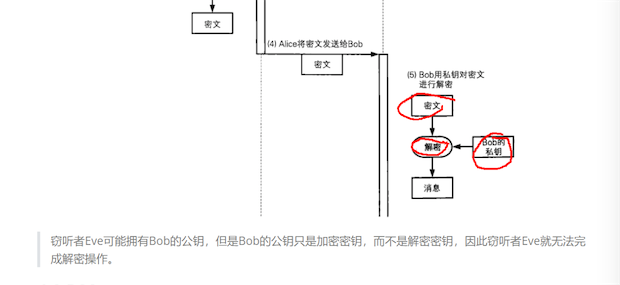 密文
(4) Alice将密文发送给Bob
密文
(5) Bob用私钥对密文
进行解密
密文
解密
Bob的
私钥
消息
窃听者Eve可能拥有Bob的公钥，但是Bob的公钥只是加密密钥，而不是解密密钥，因此窃听者Eve就无法完
成解密操作。